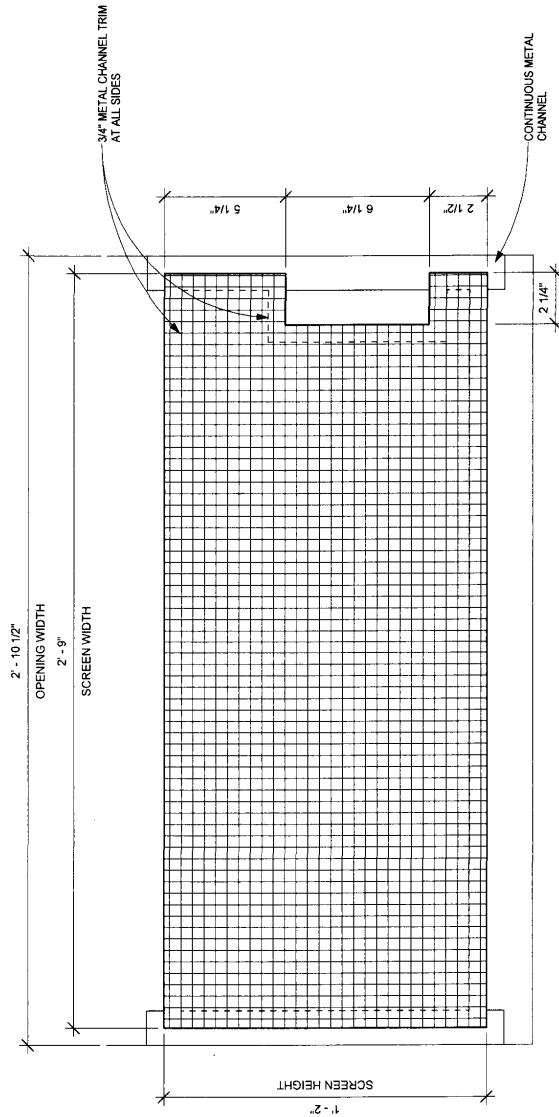 2' - 10 1/2"
OPENING WIDTH
2' - 9"
SCREEN WIDTH
3/4" METAL CHANNEL TRIM
AT ALL SIDES
5 1/4"
6 1/4"
2 1/2"
2 1/4"
CONTINUOUS METAL
CHANNEL
SCREEN HEIGHT
1' - 2"